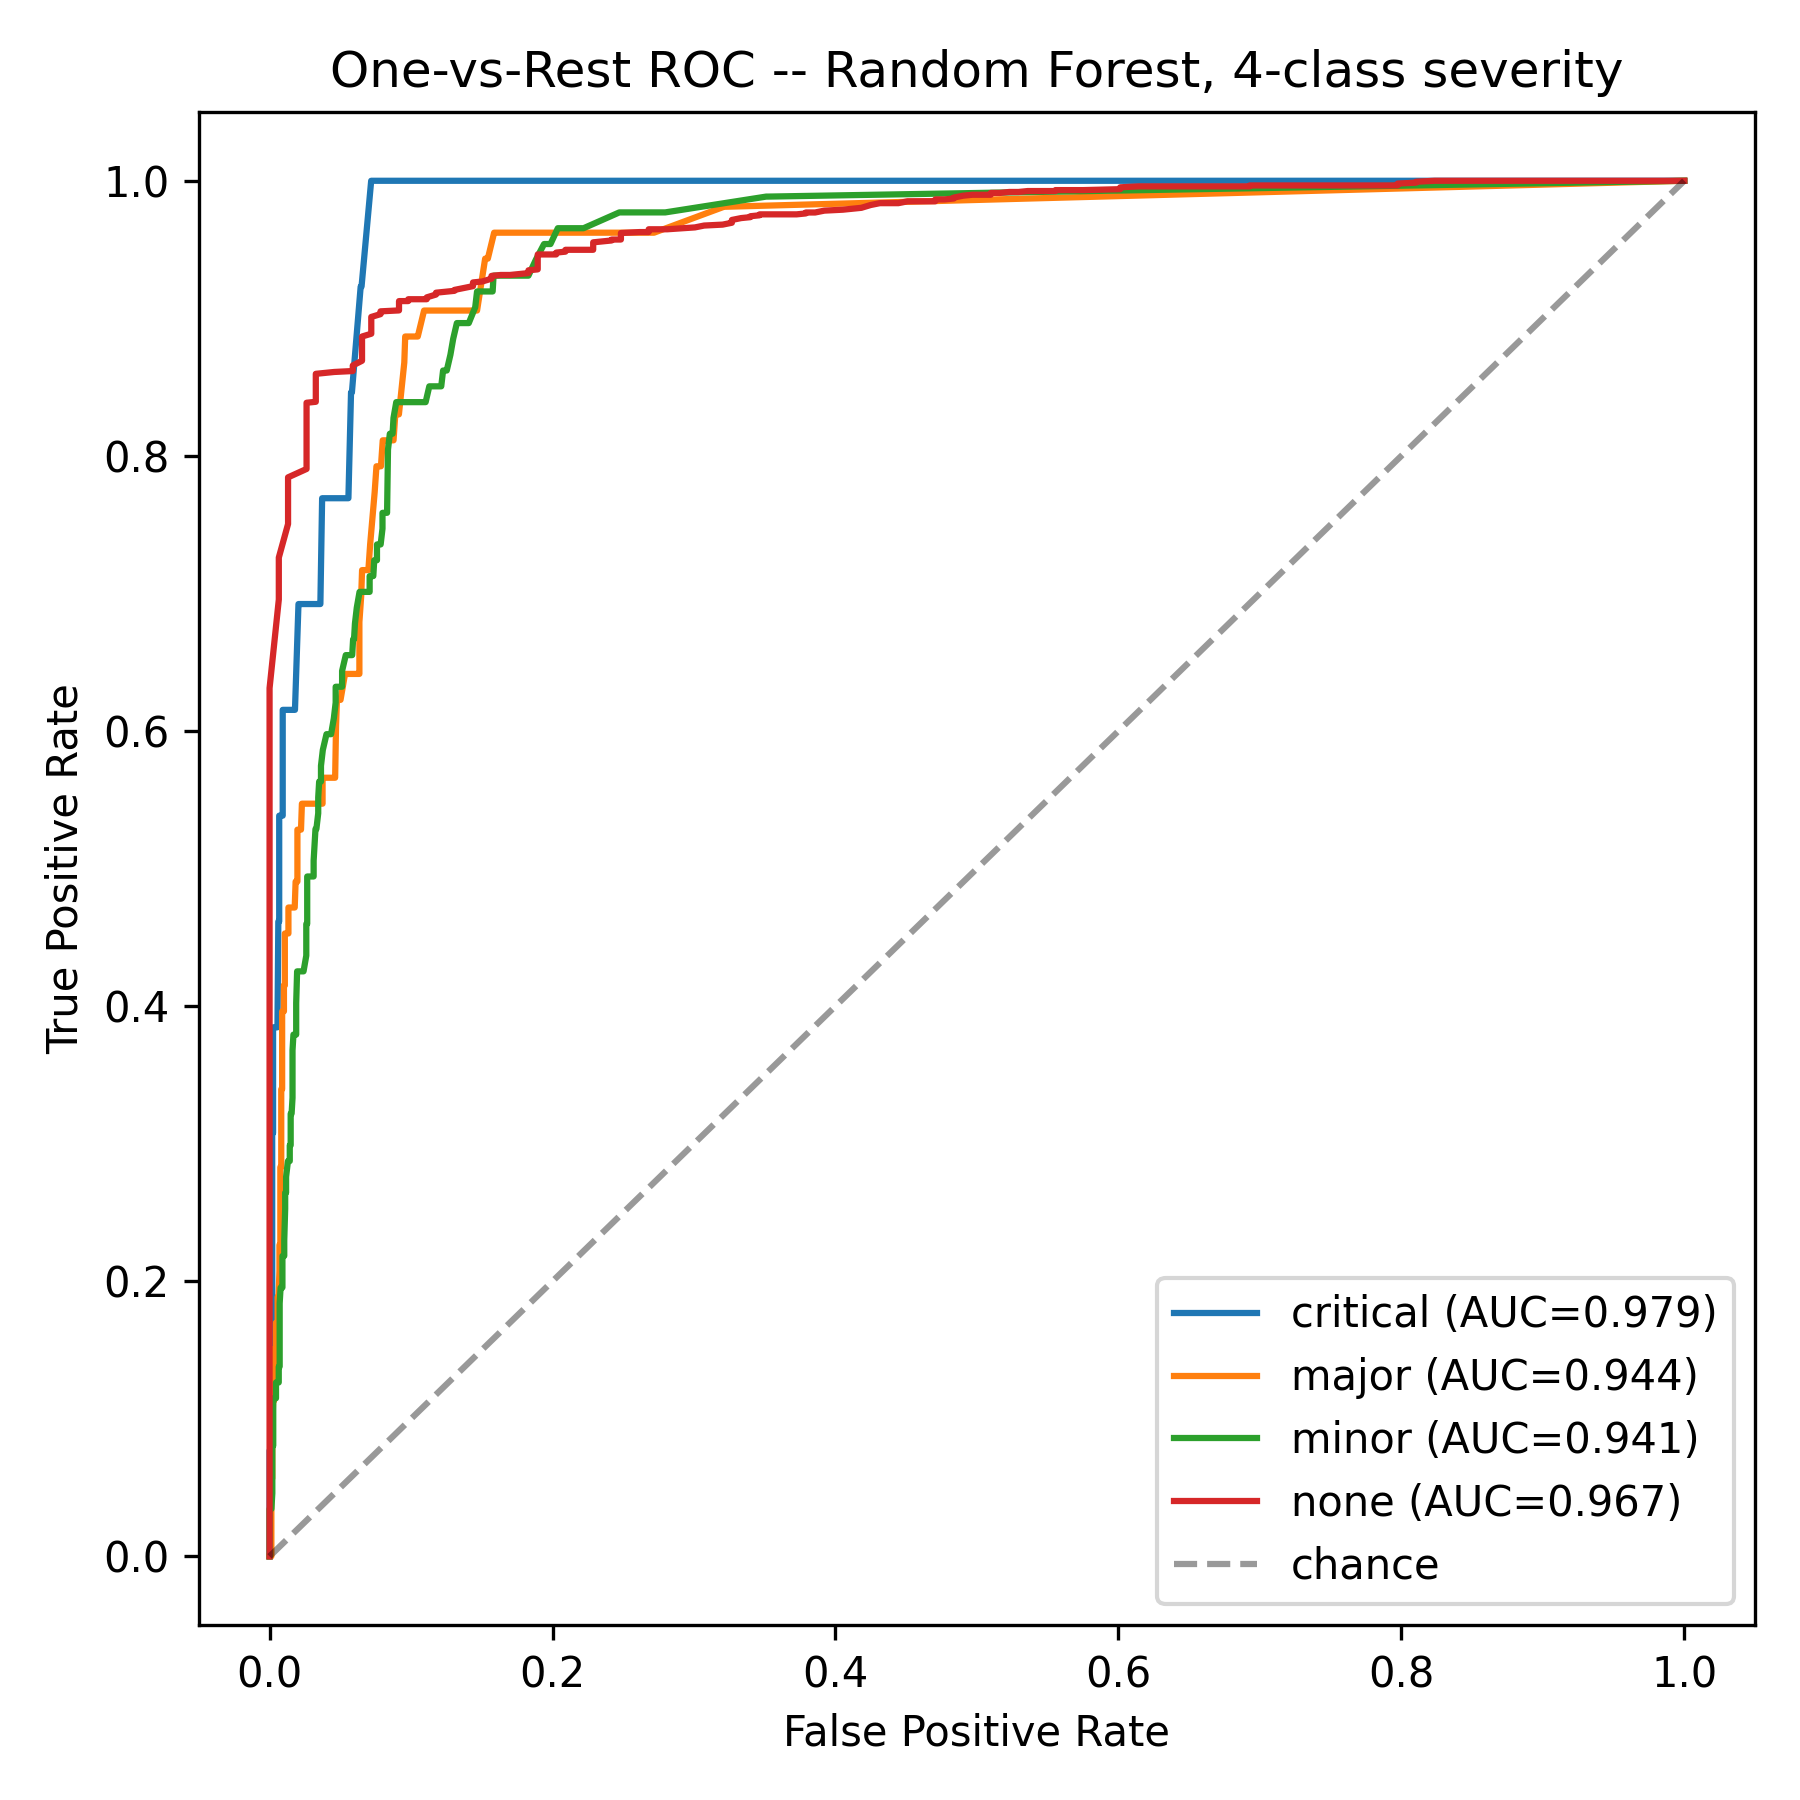 One-vs-Rest ROC -- Random Forest, 4-class severity
True Positive Rate
1.0
0.8
0.6
0.4
0.2
0.0
critical (AUC=0.979)
major (AUC=0.944)
minor (AUC=0.941)
none (AUC=0.967)
chance
0.0 0.2 0.4 0.6 0.8 1.0
False Positive Rate